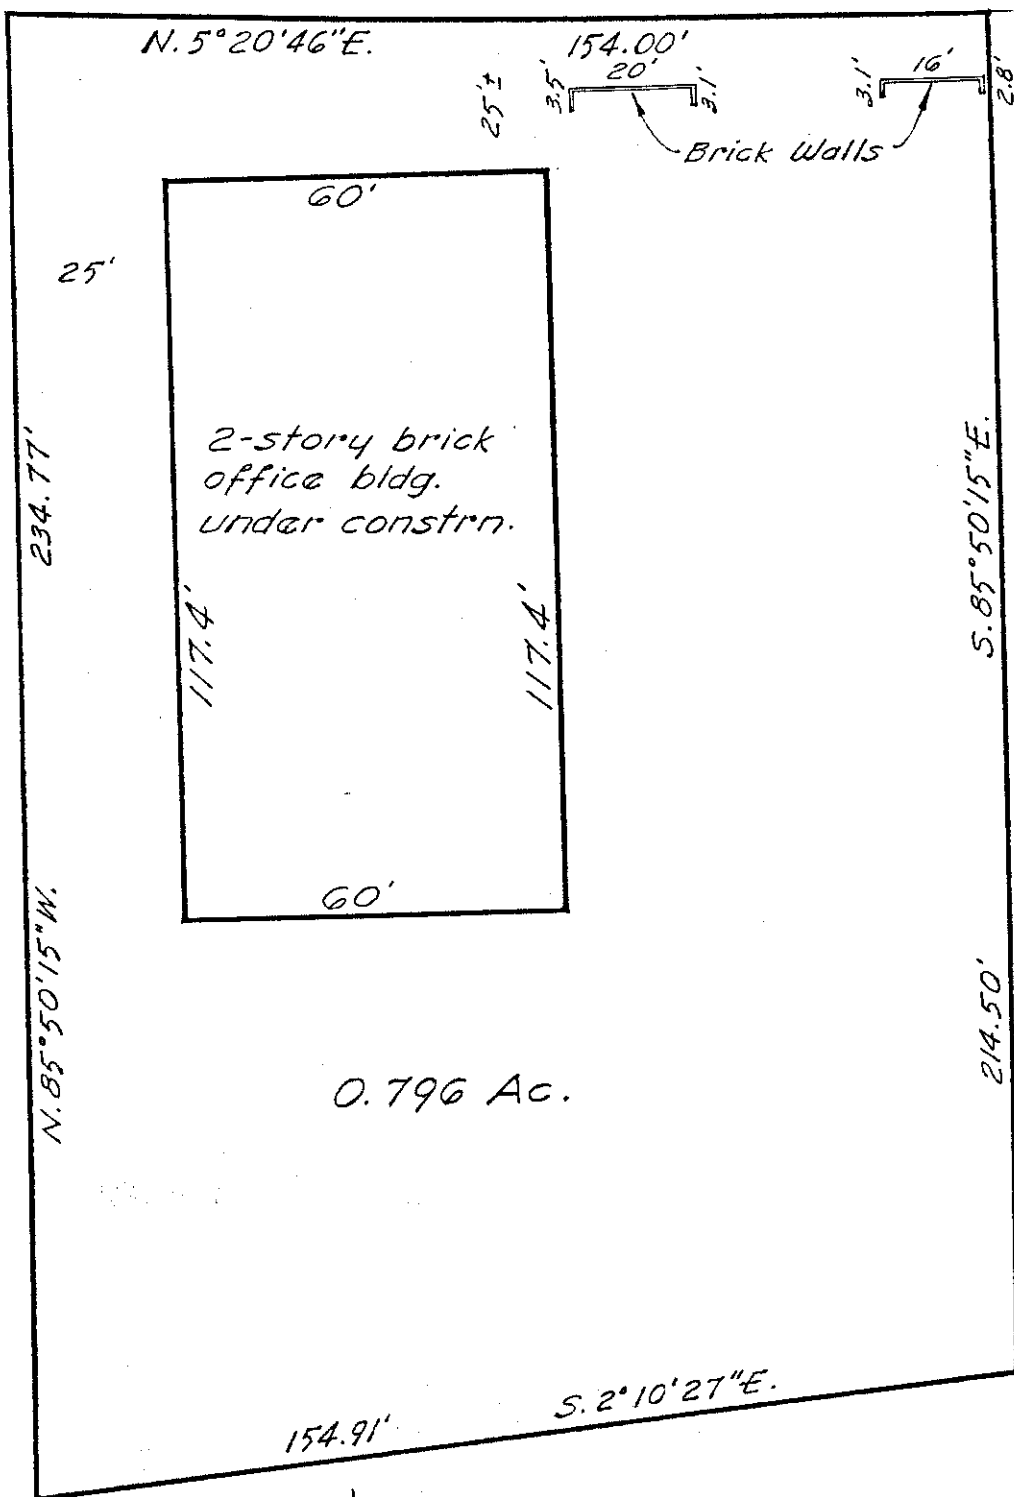 N. 5°20'46"E.
154.00'
25'±
3.5'
20'
3.1'
3.1'
16'
2.8'
Brick Walls
60'
25'
234.77'
2-story brick
office bldg.
under constrn.
S. 85°50'15"E.
117.4'
117.4'
60'
N. 85°50'15"W.
214.50'
0.796 Ac.
S. 2°10'27"E.
154.91'